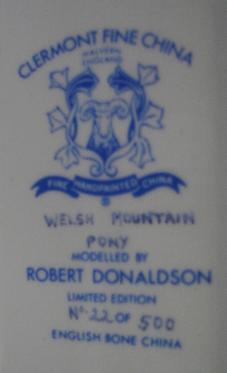 CLERMONT FINE CHINA
MALVERN
ENGLAND
FINE HANDPAINTED CHINA
®
WELSH MOUNTAIN
PONY
MODELLED BY
ROBERT DONALDSON
LIMITED EDITION
No. 22 OF 500
ENGLISH BONE CHINA